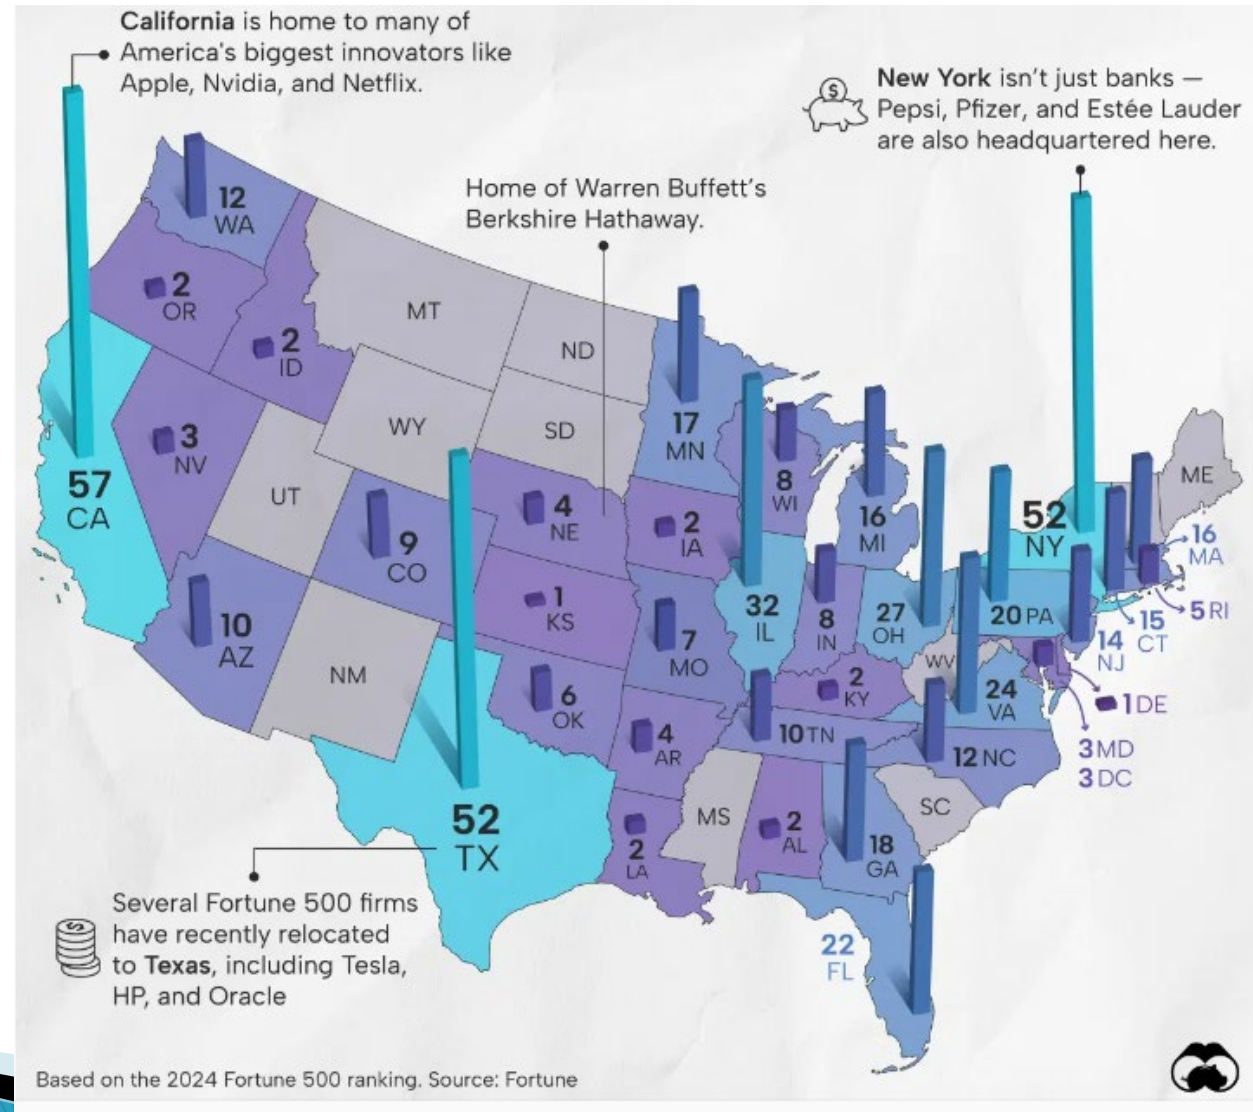 California is home to many of
America's biggest innovators like
Apple, Nvidia, and Netflix.
New York isn't just banks —
Pepsi, Pfizer, and Estée Lauder
are also headquartered here.
Home of Warren Buffett's
Berkshire Hathaway.
12
WA
2
OR
2
ID
MT
ND
WY
SD
3
NV
UT
57
CA
9
CO
4
NE
17
MN
8
WI
2
IA
16
MI
52
NY
ME
16
MA
5 RI
15
CT
14
NJ
1 DE
3 MD
3 DC
10
AZ
NM
1
KS
7
MO
32
IL
8
IN
27
OH
20 PA
WV
24
VA
2
KY
6
OK
4
AR
10 TN
12 NC
SC
MS
2
AL
18
GA
2
LA
52
TX
22
FL
Several Fortune 500 firms
have recently relocated
to Texas, including Tesla,
HP, and Oracle
$
$
Based on the 2024 Fortune 500 ranking. Source: Fortune